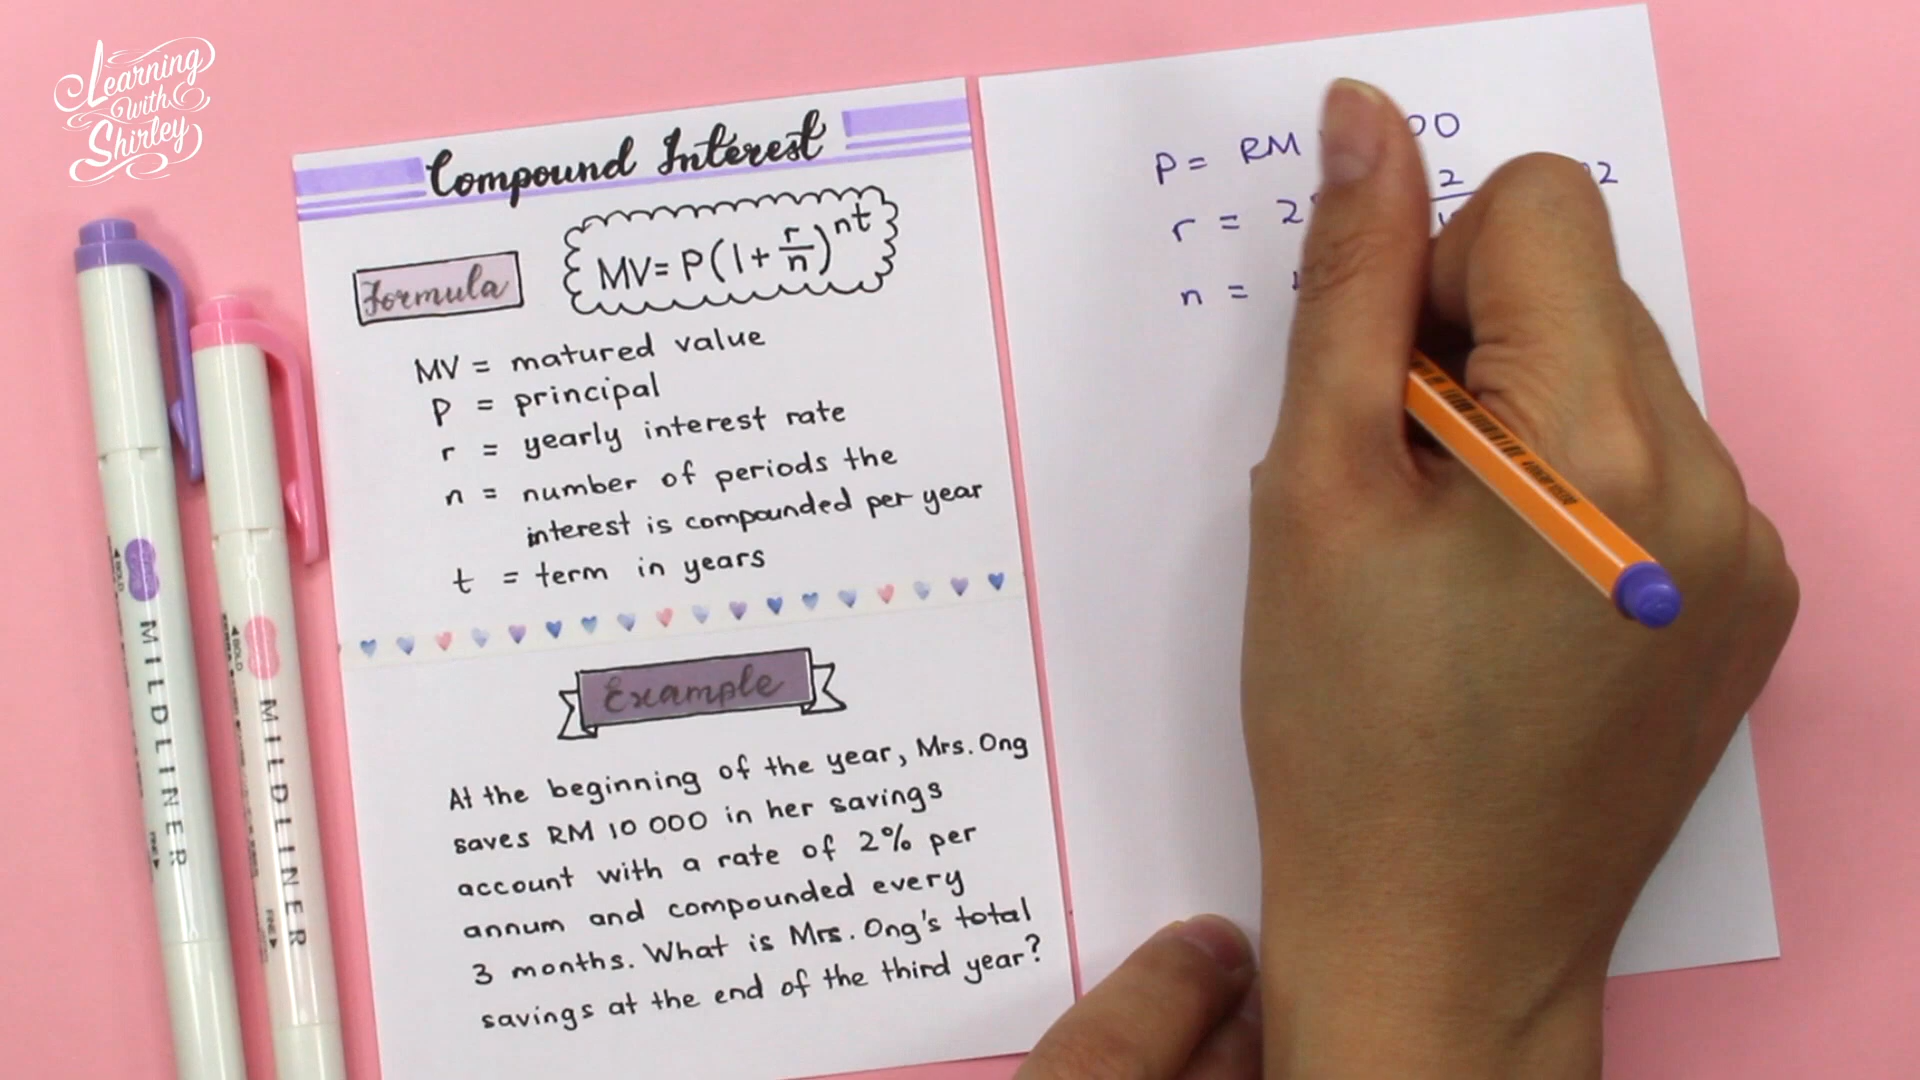 Learning
With
Shirley
Compound Interest
Formula
MV = P(1 + r/n)^nt
MV = matured value
P = principal
r = yearly interest rate
n = number of periods the
interest is compounded per year
t = term in years
Example
At the beginning of the year, Mrs. Ong
saves RM 10 000 in her savings
account with a rate of 2% per
annum and compounded every
3 months. What is Mrs. Ong's total
savings at the end of the third year?
P = RM
r = 2
n =
MILDLINER
MILDLINER